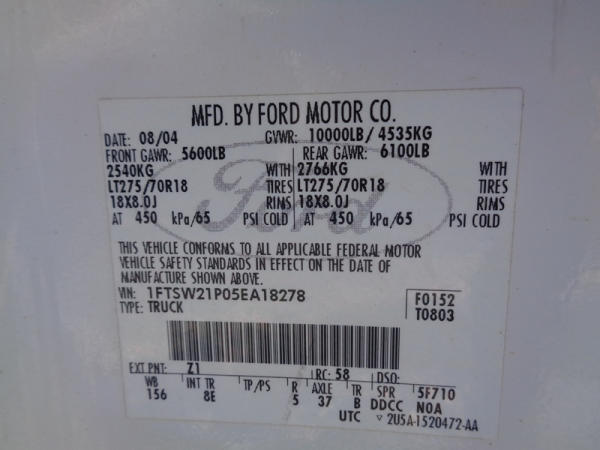 MFD. BY FORD MOTOR CO.
DATE: 08/04 GVWR: 10000LB/ 4535KG
FRONT GAWR: 5600LB REAR GAWR: 6100LB
2540KG WITH 2766KG WITH
LT275/70R18 TIRES LT275/70R18 TIRES
18X8.0J RIMS 18X8.0J RIMS
AT 450 kPa/65 PSI COLD AT 450 kPa/65 PSI COLD
Ford
THIS VEHICLE CONFORMS TO ALL APPLICABLE FEDERAL MOTOR
VEHICLE SAFETY STANDARDS IN EFFECT ON THE DATE OF
MANUFACTURE SHOWN ABOVE.
VIN: 1FTSW21P05EA18278 F0152
TYPE: TRUCK T0803
EXT PNT: Z1 RC: 58 DSO:
WB INT TR TP/PS R AXLE TR SPR 5F710
156 8E 5 37 B DDCC N0A
UTC ▽ 2U5A-1520472-AA